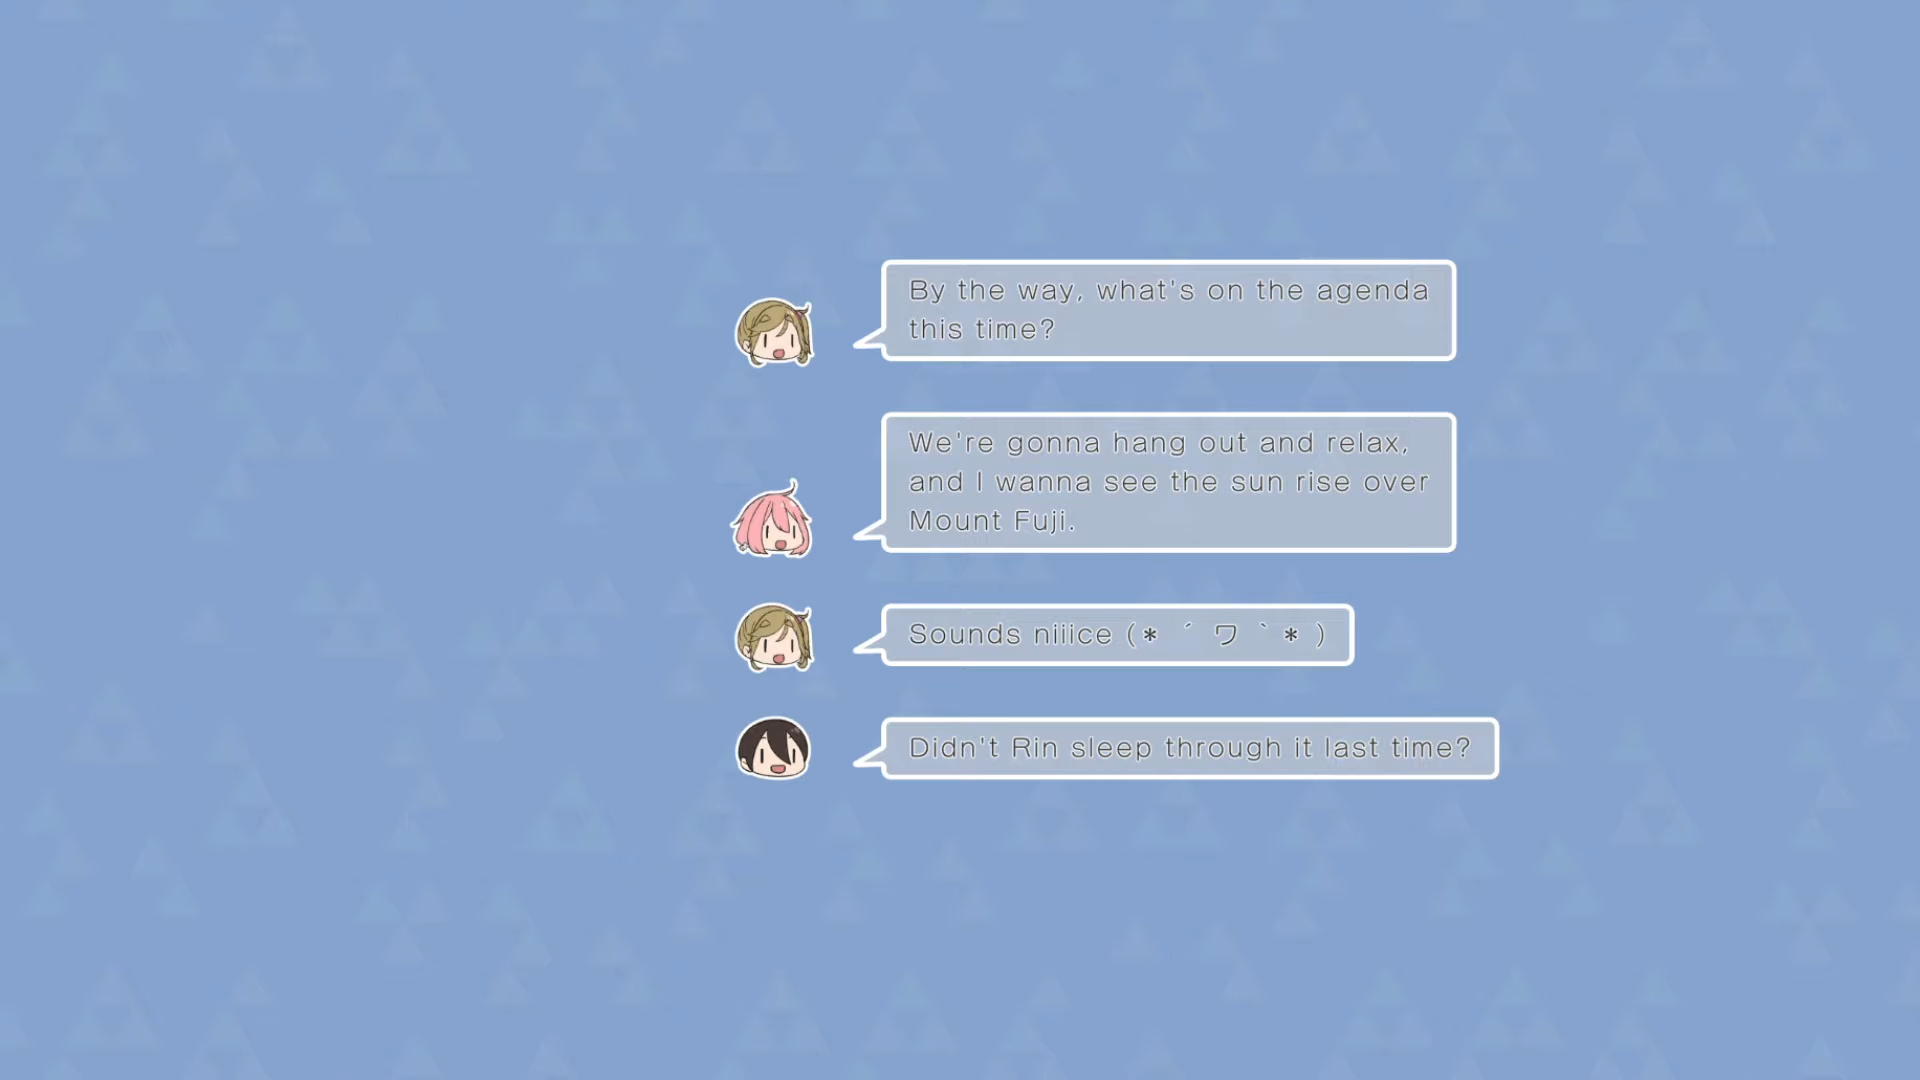 By the way, what's on the agenda
this time?
We're gonna hang out and relax,
and I wanna see the sun rise over
Mount Fuji.
Sounds niiice (* ´ ワ ` * )
Didn't Rin sleep through it last time?